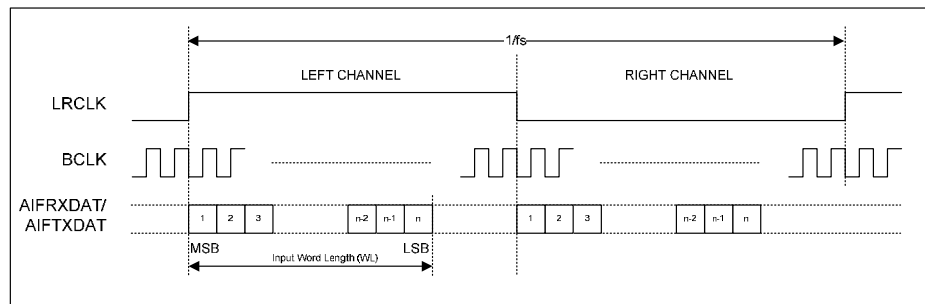 1/fs
LEFT CHANNEL RIGHT CHANNEL
LRCLK
BCLK
AIFRXDAT/
AIFTXDAT
1 2 3 n-2 n-1 n 1 2 3 n-2 n-1 n
MSB LSB
Input Word Length (WL)